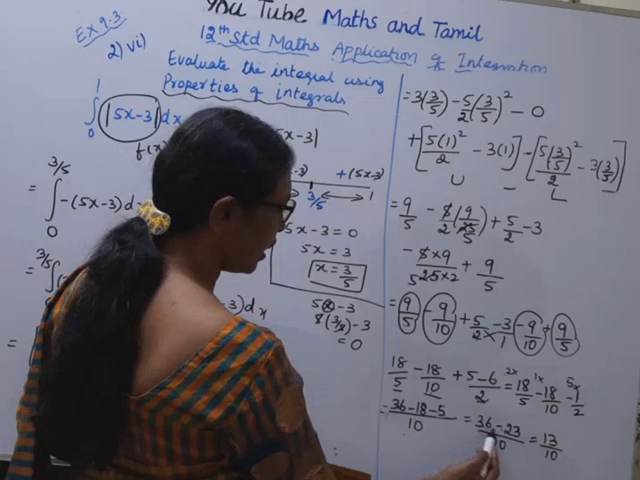 You Tube Maths and Tamil
EX 9.3
12th Std Maths Application of Integration
2) vi)
Evaluate the integral using
Properties of integrals
∫₀¹ |5x-3| dx
= ∫₀^{3/5} -(5x-3)d
+(5x-3)
3/5 1
5x-3=0
5x=3
x=3/5
5(x)-3
5(3/5)-3
=0
= 3(3/5) - 5/2(3/5)² - 0
+ [5(1)²/2 - 3(1)] - [5(3/5)²/2 - 3(3/5)]
= 9/5 - 5/2(9/25) + 5/2 - 3
- 5×9/25×2 + 9/5
= 9/5 - 9/10 + 5/2 - 3/1 - 9/10 + 9/5
18/5 - 18/10 + 5-6/2 = 18/5 - 18/10 - 1/2
= 36-18-5/10 = 36-23/10 = 13/10